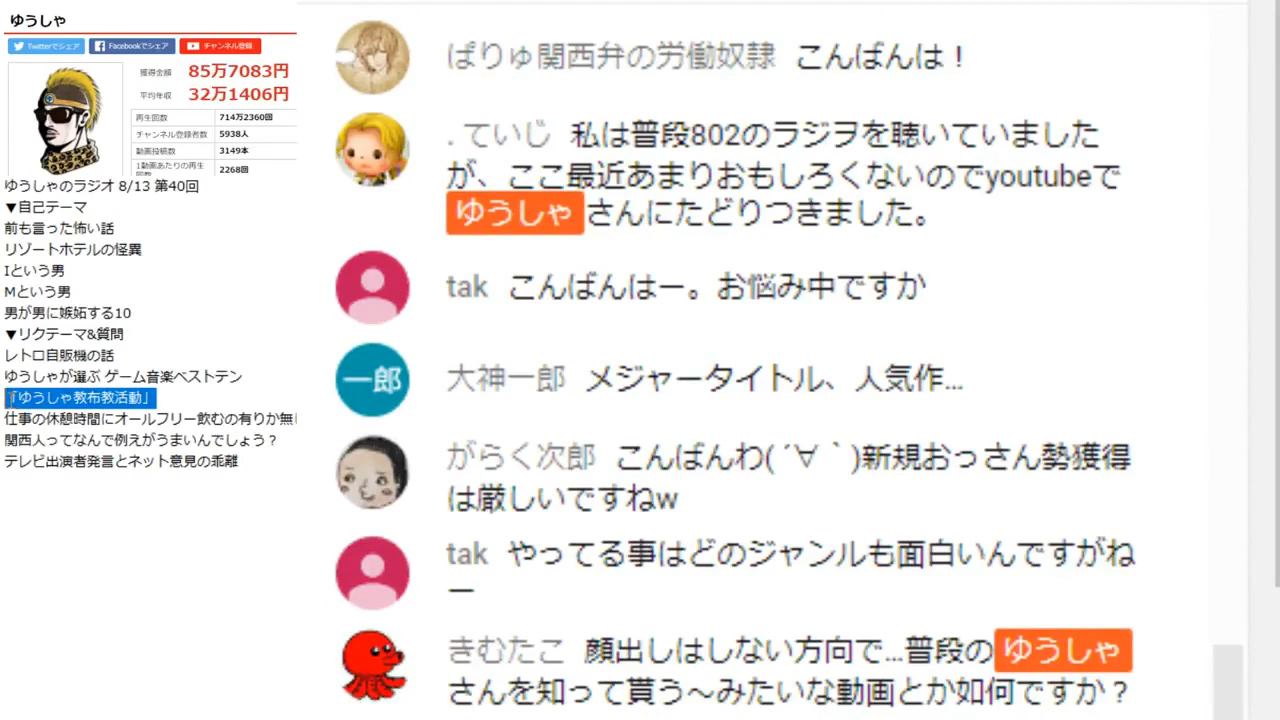 ゆうしゃ
Twitterでシェア
Facebookでシェア
チャンネル登録
獲得金額 85万7083円
平均年収 32万1406円
再生回数 714万2360回
チャンネル登録者数 5938人
動画投稿数 3149本
1動画あたりの再生回数 2268回
ゆうしゃのラジオ 8/13 第40回
▼自己テーマ
前も言った怖い話
リゾートホテルの怪異
Iという男
Mという男
男が男に嫉妬する10
▼リクテーマ&質問
レトロ自販機の話
ゆうしゃが選ぶ ゲーム音楽ベストテン
「ゆうしゃ教布教活動」
仕事の休憩時間にオールフリー飲むの有りか無し
関西人ってなんで例えがうまいんでしょう？
テレビ出演者発言とネット意見の乖離
ぱりゅ関西弁の労働奴隷 こんばんは！
. ていじ 私は普段802のラジヲを聴いていました
が、ここ最近あまりおもしろくないのでyoutubeで
ゆうしゃさんにたどりつきました。
tak こんばんはー。お悩み中ですか
一郎
大神一郎 メジャータイトル、人気作…
がらく次郎 こんばんわ(´∀｀)新規おっさん勢獲得
は厳しいですねw
tak やってる事はどのジャンルも面白いんですがね
ー
きむたこ 顔出しはしない方向で…普段のゆうしゃ
さんを知って貰う～みたいな動画とか如何ですか？